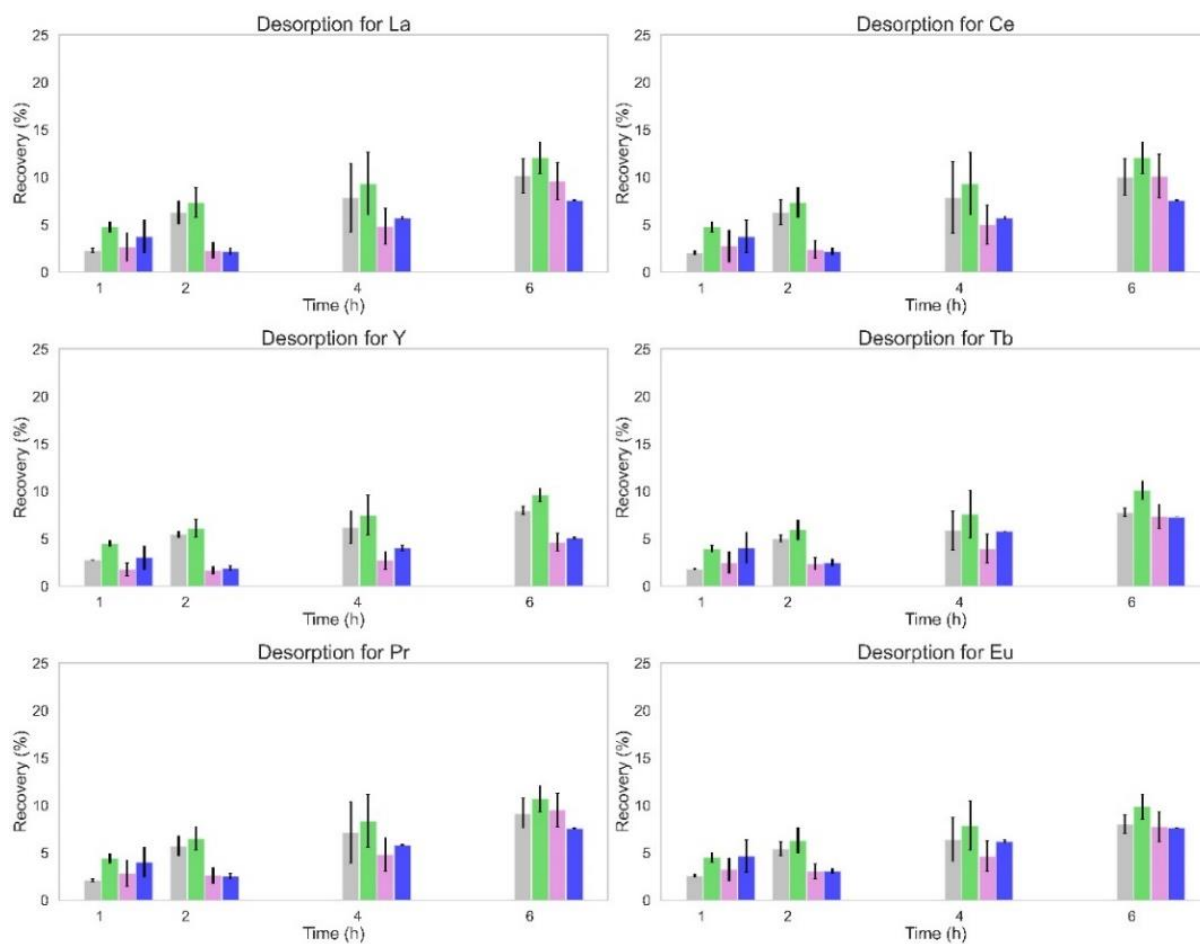 Desorption for La
25
20
15
10
5
0
Recovery (%)
1 2 4 6
Time (h)
Desorption for Ce
25
20
15
10
5
0
Recovery (%)
1 2 4 6
Time (h)
Desorption for Y
25
20
15
10
5
0
Recovery (%)
1 2 4 6
Time (h)
Desorption for Tb
25
20
15
10
5
0
Recovery (%)
1 2 4 6
Time (h)
Desorption for Pr
25
20
15
10
5
0
Recovery (%)
1 2 4 6
Time (h)
Desorption for Eu
25
20
15
10
5
0
Recovery (%)
1 2 4 6
Time (h)